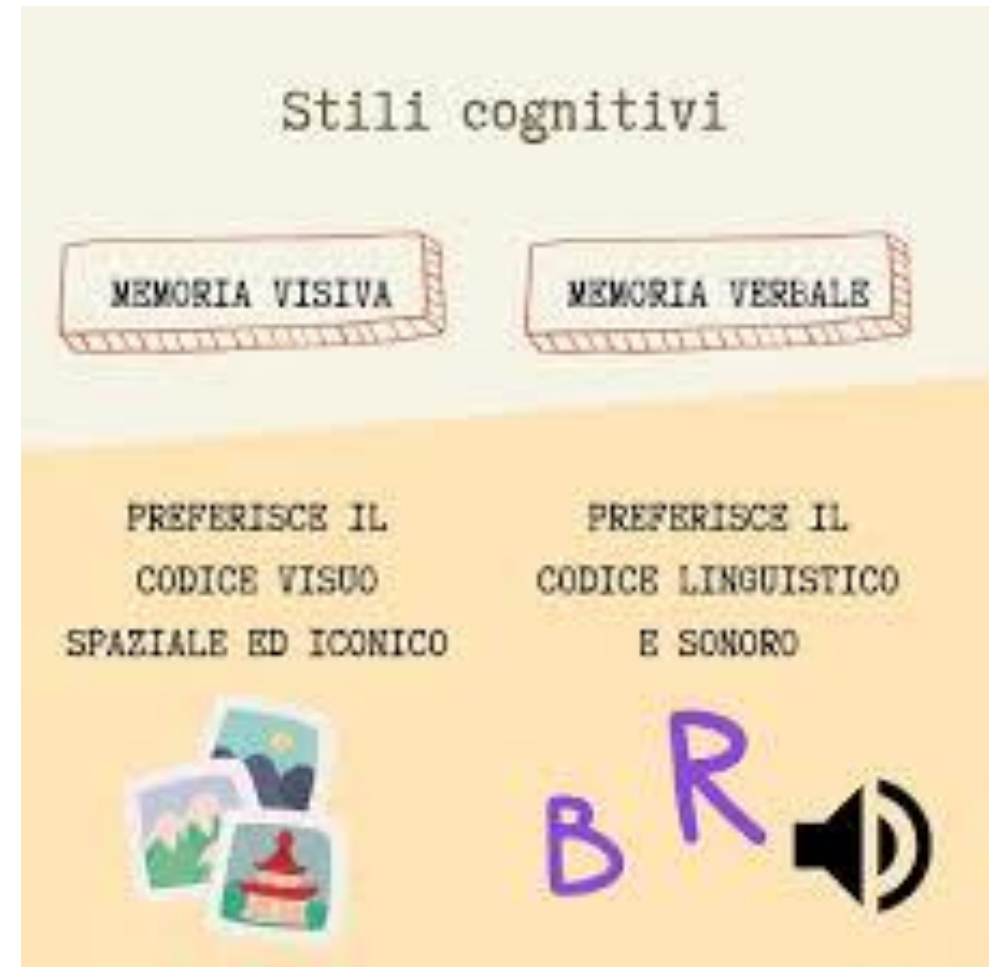 Stili cognitivi
MEMORIA VISIVA
MEMORIA VERBALE
PREFERISCE IL
CODICE VISUO
SPAZIALE ED ICONICO
PREFERISCE IL
CODICE LINGUISTICO
E SONORO
B R